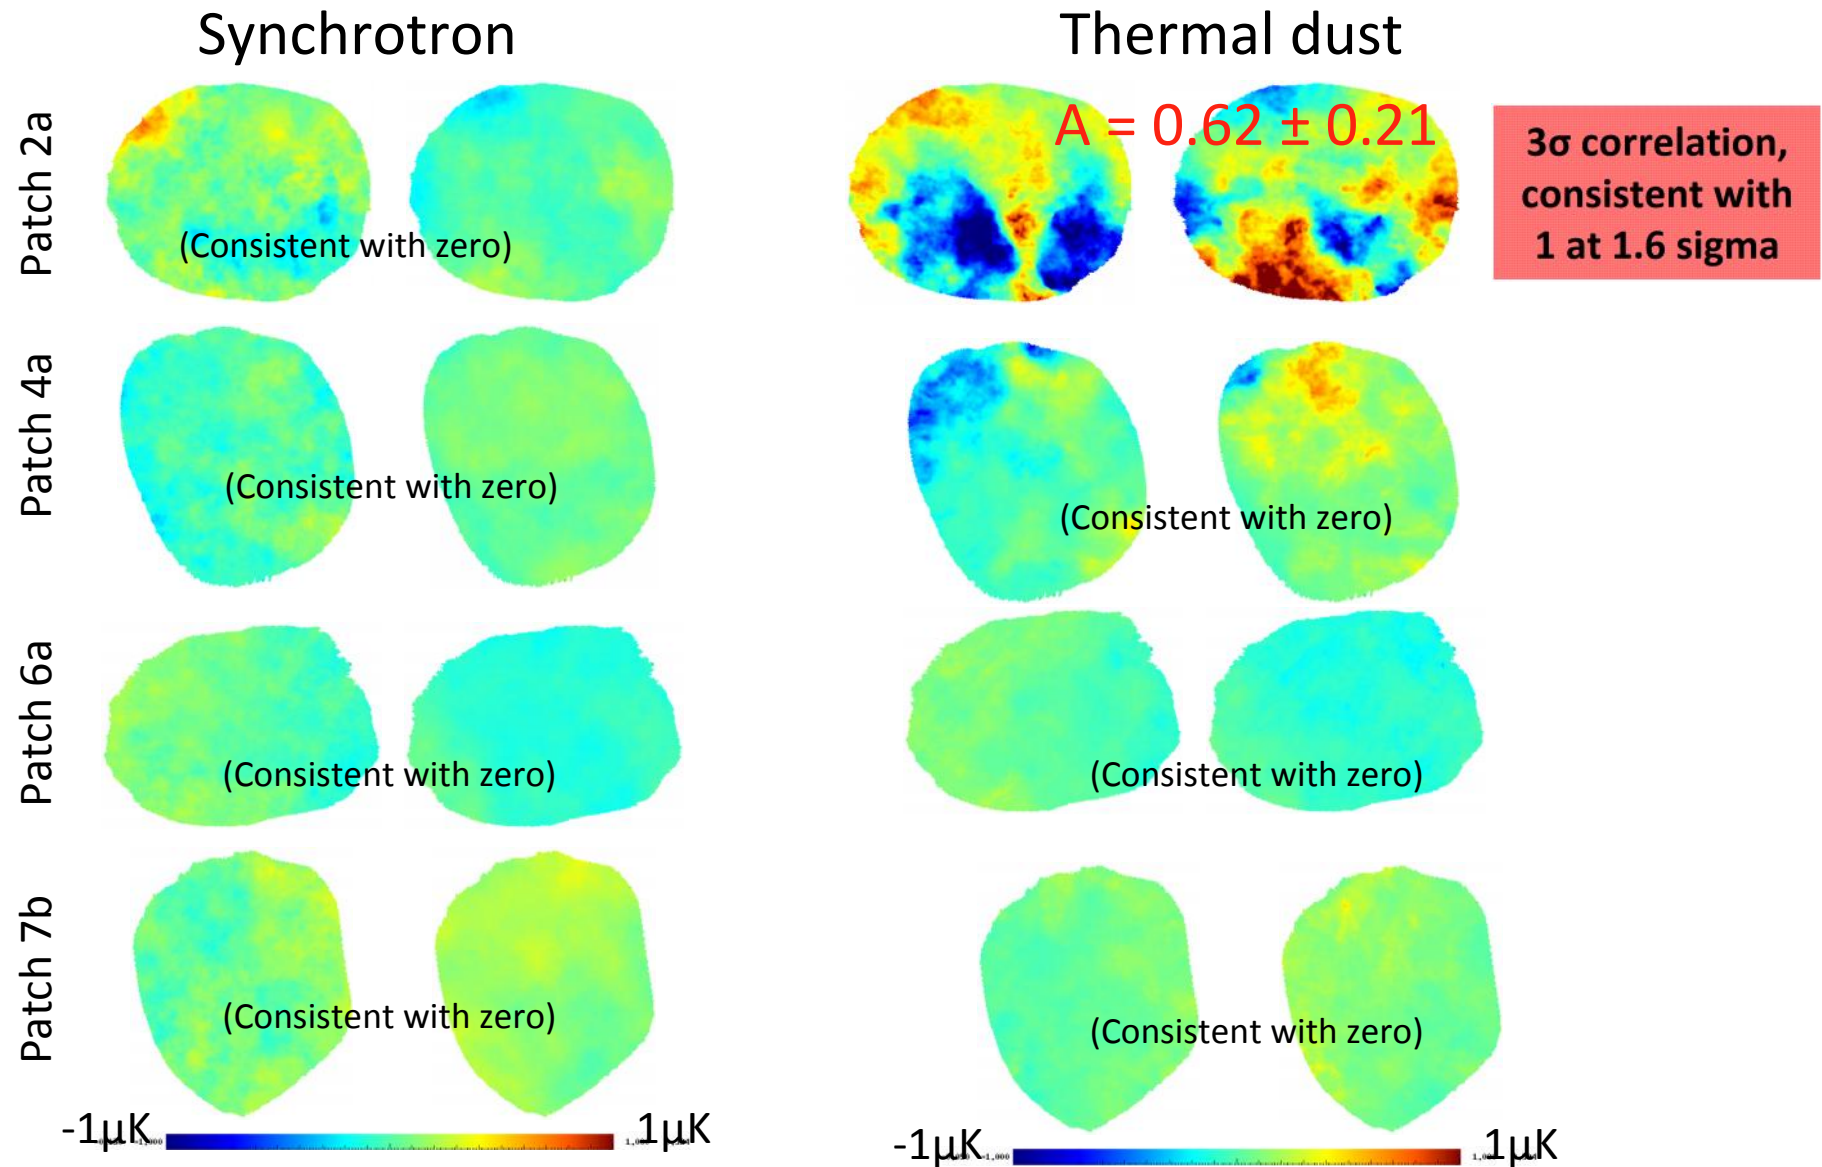 Synchrotron
Thermal dust
Patch 2a
(Consistent with zero)
A = 0.62 ± 0.21
3σ correlation,
consistent with
1 at 1.6 sigma
Patch 4a
(Consistent with zero)
(Consistent with zero)
Patch 6a
(Consistent with zero)
(Consistent with zero)
Patch 7b
(Consistent with zero)
(Consistent with zero)
-1μK
1μK
-1μK
1μK